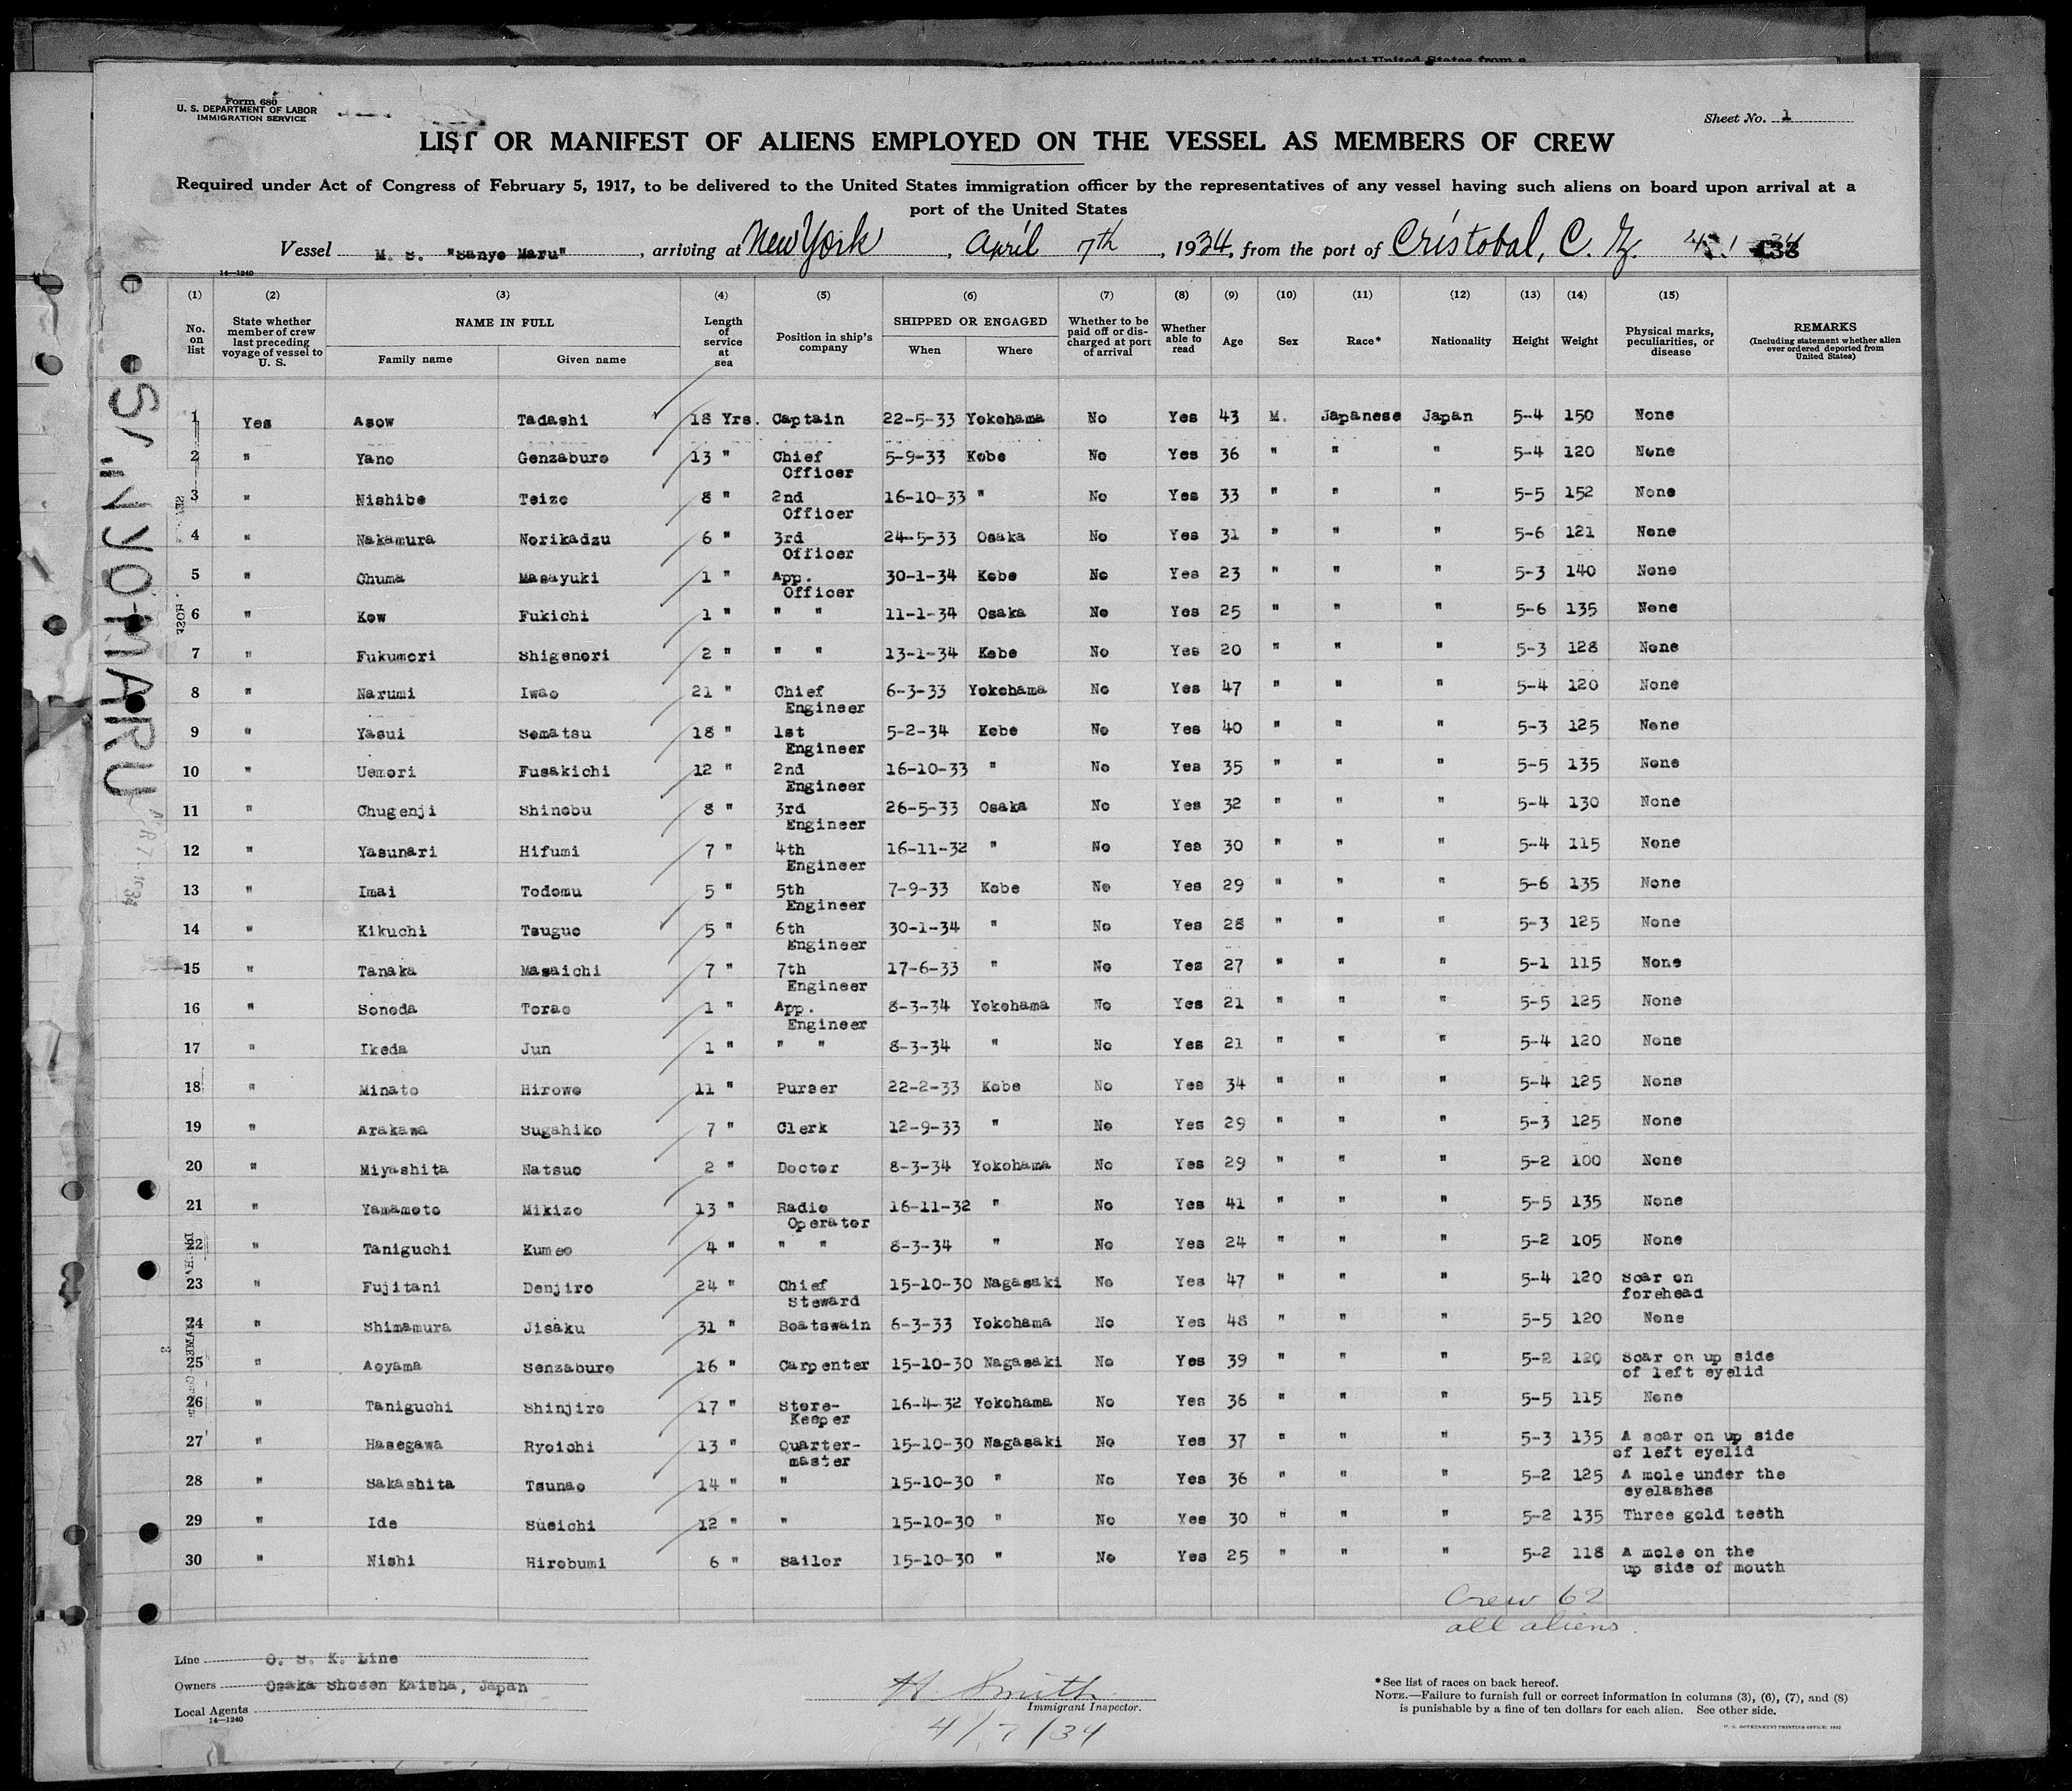 Form 680
U. S. DEPARTMENT OF LABOR
IMMIGRATION SERVICE
Sheet No. 1
LIST OR MANIFEST OF ALIENS EMPLOYED ON THE VESSEL AS MEMBERS OF CREW
Required under Act of Congress of February 5, 1917, to be delivered to the United States immigration officer by the representatives of any vessel having such aliens on board upon arrival at a
port of the United States
Vessel M. S. "Sanyo Maru", arriving at New York, April 7th, 1934, from the port of Cristobal, C. Z.
14—1240
(1) (2) (3) (4) (5) (6) (7) (8) (9) (10) (11) (12) (13) (14) (15)
No. on list
State whether member of crew last preceding voyage of vessel to U. S.
NAME IN FULL
Family name Given name
Length of service at sea
Position in ship's company
SHIPPED OR ENGAGED
When Where
Whether to be paid off or discharged at port of arrival
Whether able to read
Age Sex Race* Nationality Height Weight
Physical marks, peculiarities, or disease
REMARKS
(Including statement whether alien ever ordered deported from United States)
1 Yes Asow Tadashi 18 Yrs. Captain 22-5-33 Yokohama No Yes 43 M. Japanese Japan 5-4 150 None
2 " Yano Genzaburo 13 " Chief Officer 5-9-33 Kobe No Yes 36 " " " 5-4 120 None
3 " Nishibe Teizo 8 " 2nd Officer 16-10-33 " No Yes 33 " " " 5-5 152 None
4 " Nakamura Norikadzu 6 " 3rd Officer 24-5-33 Osaka No Yes 31 " " " 5-6 121 None
5 " Chuma Masayuki 1 " App. Officer 30-1-34 Kobe No Yes 23 " " " 5-3 140 None
6 " Kow Fukichi 1 " " " 11-1-34 Osaka No Yes 25 " " " 5-6 135 None
7 " Fukumori Shigenori 2 " " " 13-1-34 Kobe No Yes 20 " " " 5-3 128 None
8 " Narumi Iwao 21 " Chief Engineer 6-3-33 Yokohama No Yes 47 " " " 5-4 120 None
9 " Yasui Somatsu 18 " 1st Engineer 5-2-34 Kobe No Yes 40 " " " 5-3 125 None
10 " Uemori Fusakichi 12 " 2nd Engineer 16-10-33 " No Yes 35 " " " 5-5 135 None
11 " Chugenji Shinobu 8 " 3rd Engineer 26-5-33 Osaka No Yes 32 " " " 5-4 130 None
12 " Yasunari Hifumi 7 " 4th Engineer 16-11-32 " No Yes 30 " " " 5-4 115 None
13 " Imai Todomu 5 " 5th Engineer 7-9-33 Kobe No Yes 29 " " " 5-6 135 None
14 " Kikuchi Tsuguo 5 " 6th Engineer 30-1-34 " No Yes 28 " " " 5-3 125 None
15 " Tanaka Masaichi 7 " 7th Engineer 17-6-33 " No Yes 27 " " " 5-1 115 None
16 " Sonoda Torao 1 " App. Engineer 8-3-34 Yokohama No Yes 21 " " " 5-5 125 None
17 " Ikeda Jun 1 " " " 8-3-34 " No Yes 21 " " " 5-4 120 None
18 " Minato Hirowo 11 " Purser 22-2-33 Kobe No Yes 34 " " " 5-4 125 None
19 " Arakawa Sugahiko 7 " Clerk 12-9-33 " No Yes 29 " " " 5-3 125 None
20 " Miyashita Natsuo 2 " Doctor 8-3-34 Yokohama No Yes 29 " " " 5-2 100 None
21 " Yamamoto Mikizo 13 " Radio Operator 16-11-32 " No Yes 41 " " " 5-5 135 None
22 " Taniguchi Kumeo 4 " " " 8-3-34 " No Yes 24 " " " 5-2 105 None
23 " Fujitani Denjiro 24 " Chief Steward 15-10-30 Nagasaki No Yes 47 " " " 5-4 120 Scar on forehead
24 " Shimamura Jisaku 31 " Boatswain 6-3-33 Yokohama No Yes 48 " " " 5-5 120 None
25 " Aoyama Senzaburo 16 " Carpenter 15-10-30 Nagasaki No Yes 39 " " " 5-2 120 Scar on up side of left eyelid
26 " Taniguchi Shinjiro 17 " Store-Keeper 16-4-32 Yokohama No Yes 36 " " " 5-5 115 None
27 " Hasegawa Ryoichi 13 " Quarter-master 15-10-30 Nagasaki No Yes 37 " " " 5-3 135 A scar on up side of left eyelid
28 " Sakashita Tsunao 14 " " 15-10-30 " No Yes 36 " " " 5-2 125 A mole under the eyelashes
29 " Ide Sueichi 12 " " 15-10-30 " No Yes 30 " " " 5-2 135 Three gold teeth
30 " Nishi Hirobumi 6 " Sailor 15-10-30 " No Yes 25 " " " 5-2 118 A mole on the up side of mouth
Crew 62
all aliens.
Line O. S. K. Line
Owners Osaka Shosen Kaisha, Japan
Local Agents
14—1240
H. Smith
Immigrant Inspector.
4/7/34
*See list of races on back hereof.
NOTE.—Failure to furnish full or correct information in columns (3), (6), (7), and (8)
is punishable by a fine of ten dollars for each alien. See other side.
U. S. GOVERNMENT PRINTING OFFICE: 1932
SANYO MARU